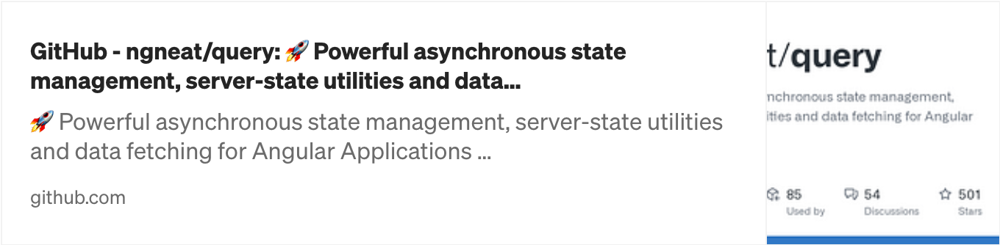 GitHub - ngneat/query: 🚀 Powerful asynchronous state
management, server-state utilities and data...
🚀 Powerful asynchronous state management, server-state utilities
and data fetching for Angular Applications ...
github.com
t/query
nchronous state management,
ities and data fetching for Angular
85
Used by
54
Discussions
501
Stars